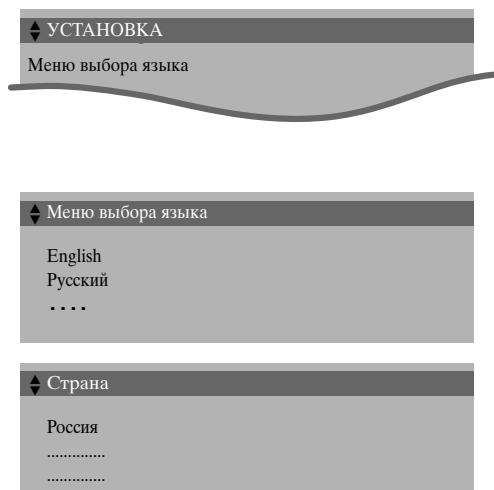 УСТАНОВКА
Меню выбора языка
Меню выбора языка
English
Русский
....
Страна
Россия
..............
..............